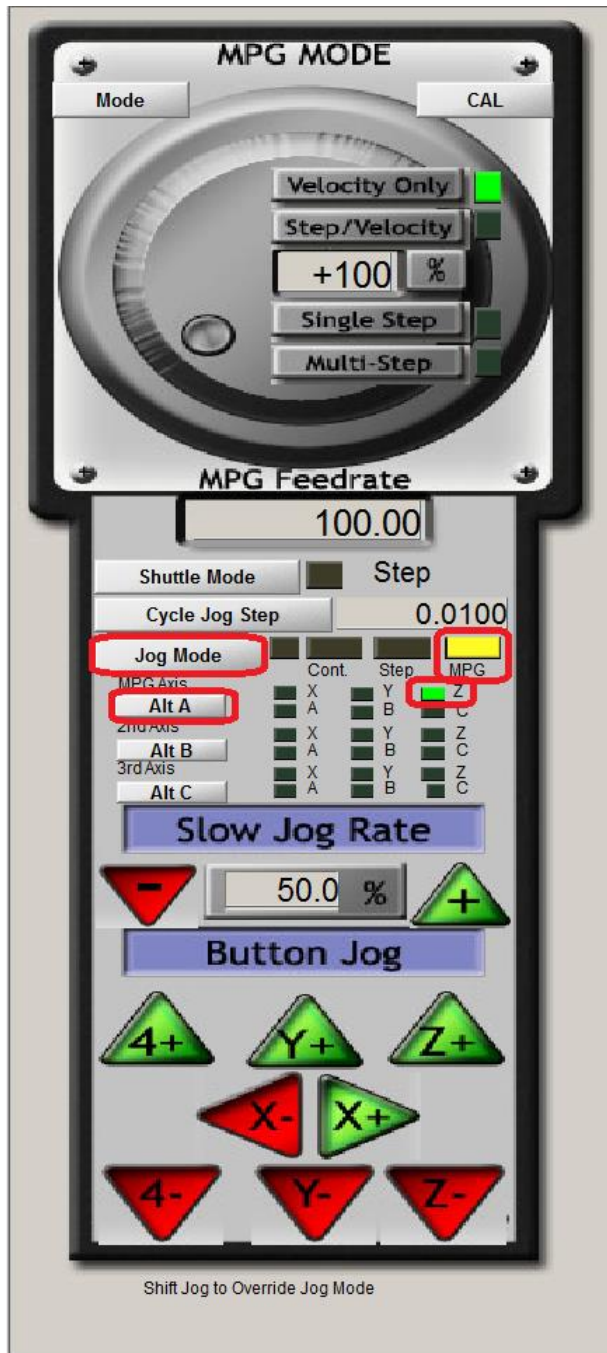 MPG MODE
Mode CAL
Velocity Only
Step/Velocity
+100 %
Single Step
Multi-Step
MPG Feedrate
100.00
Shuttle Mode Step
Cycle Jog Step 0.0100
Jog Mode
Cont. Step MPG
MPG Axis X Y Z
Alt A A B C
2nd Axis X Y Z
Alt B A B C
3rd Axis X Y Z
Alt C A B C
Slow Jog Rate
- 50.0 % +
Button Jog
4+ Y+ Z+
X- X+
4- Y- Z-
Shift Jog to Override Jog Mode